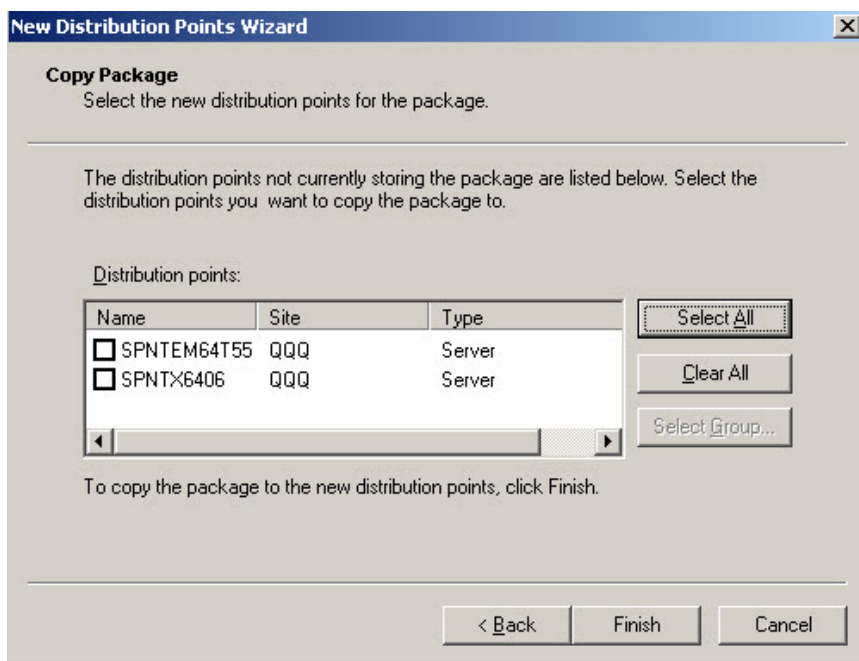 New Distribution Points Wizard
Copy Package
Select the new distribution points for the package.
The distribution points not currently storing the package are listed below. Select the
distribution points you want to copy the package to.
Distribution points:
Name Site Type
SPNTEM64T55 QQQ Server
SPNTX6406 QQQ Server
Select All
Clear All
Select Group...
To copy the package to the new distribution points, click Finish.
< Back Finish Cancel